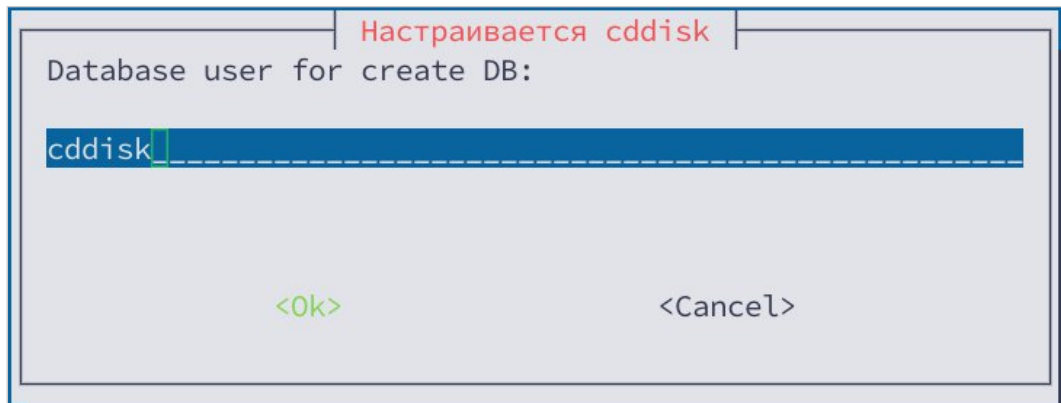 Настраивается cddisk
Database user for create DB:
cddisk
<Ok> <Cancel>